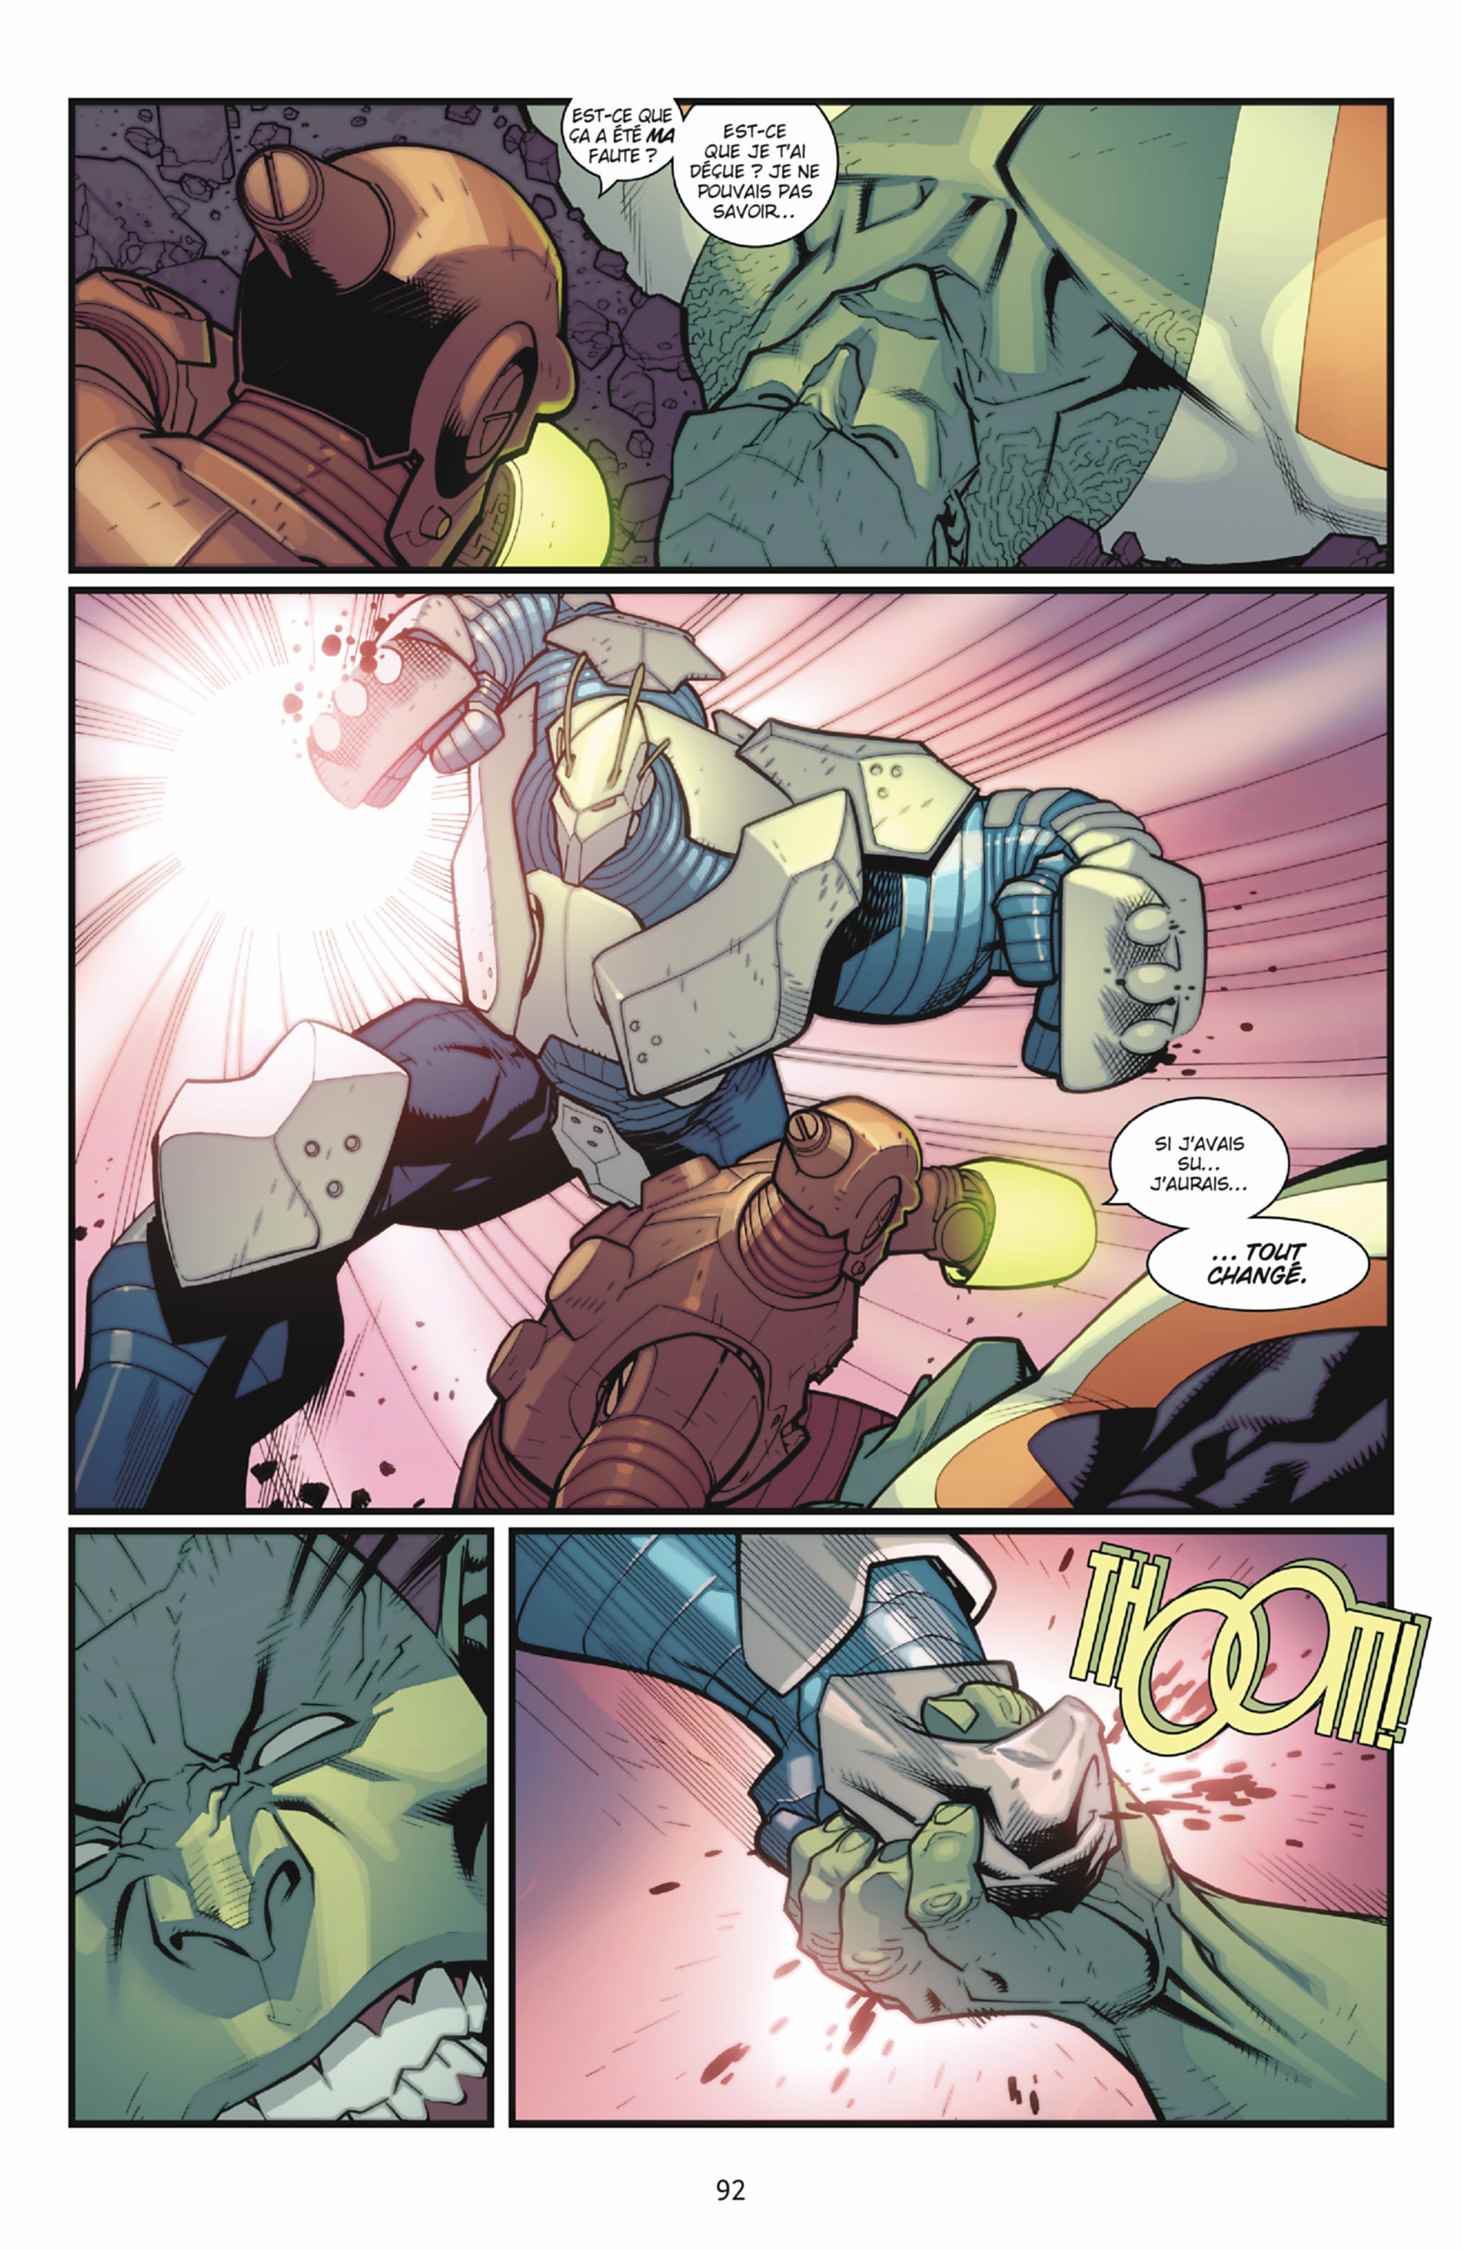 EST-CE QUE
ÇA A ÉTÉ MA
FAUTE ?
EST-CE
QUE JE T'AI
DÉÇUE ? JE NE
POUVAIS PAS
SAVOIR...
SI J'AVAIS
SU...
J'AURAIS...
... TOUT
CHANGÉ.
THOOM!
92